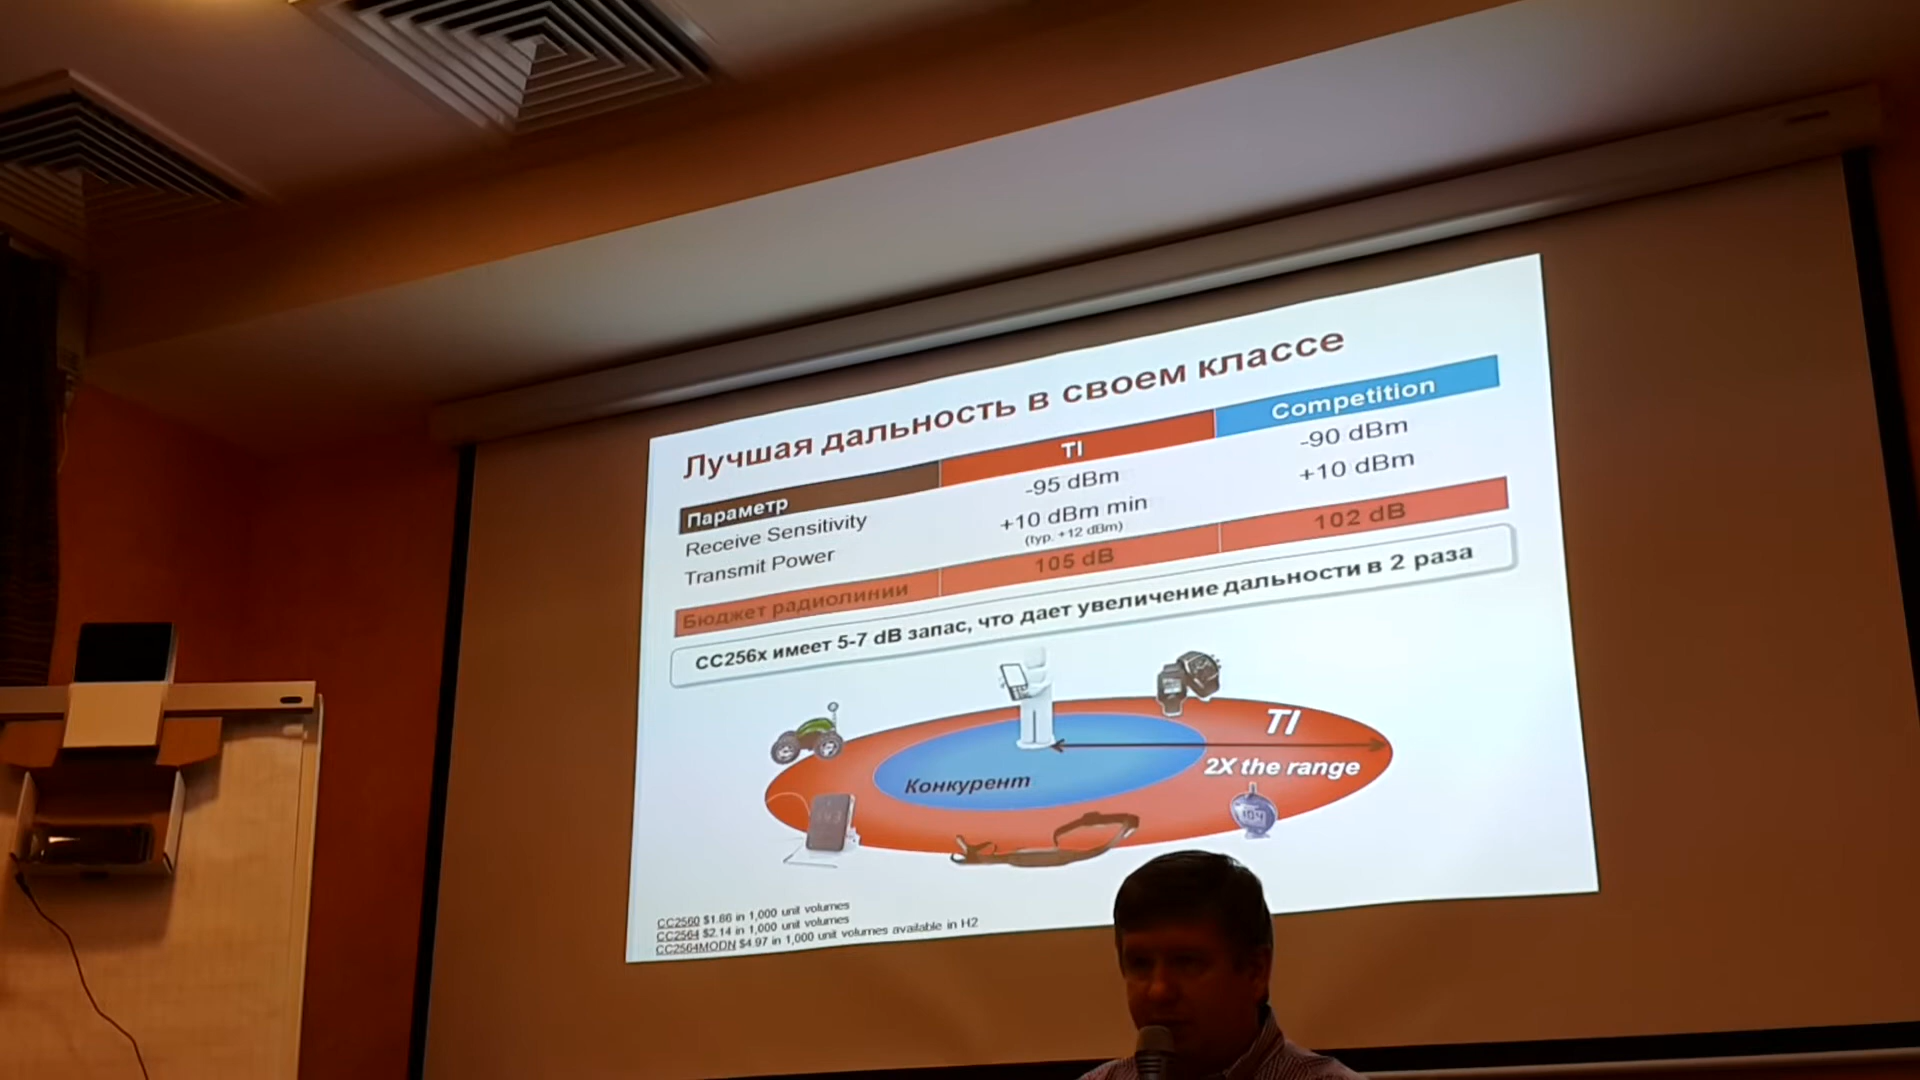 Лучшая дальность в своем классе
Параметр TI Competition
Receive Sensitivity -95 dBm -90 dBm
Transmit Power +10 dBm min +10 dBm
(typ. +12 dBm)
Бюджет радиолинии 105 dB 102 dB
CC256x имеет 5-7 dB запас, что дает увеличение дальности в 2 раза
TI
2X the range
Конкурент
104
CC2560 $1.86 in 1,000 unit volumes
CC2564 $2.14 in 1,000 unit volumes
CC2564MODN $4.97 in 1,000 unit volumes available in H2